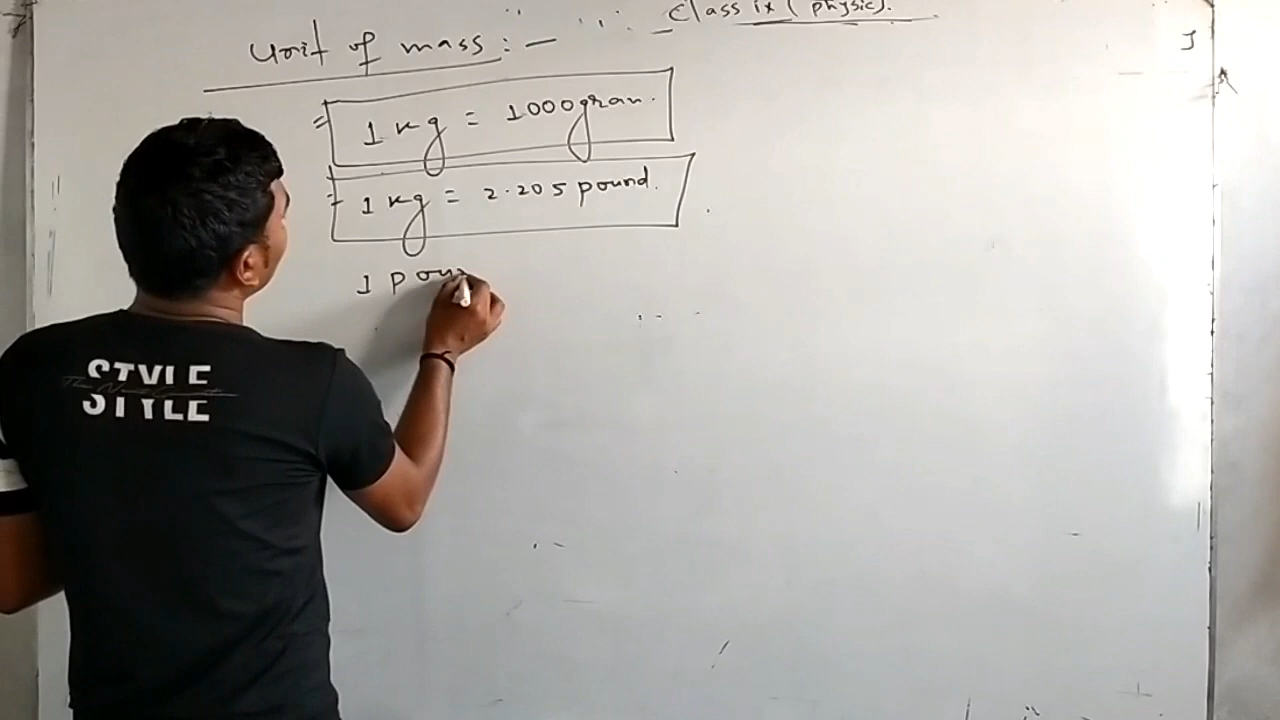 Class ix ( physic).
Unit of mass : -
= 1 kg = 1000 gram.
- 1 kg = 2.205 pound.
1 poun
STYLE
STYLE